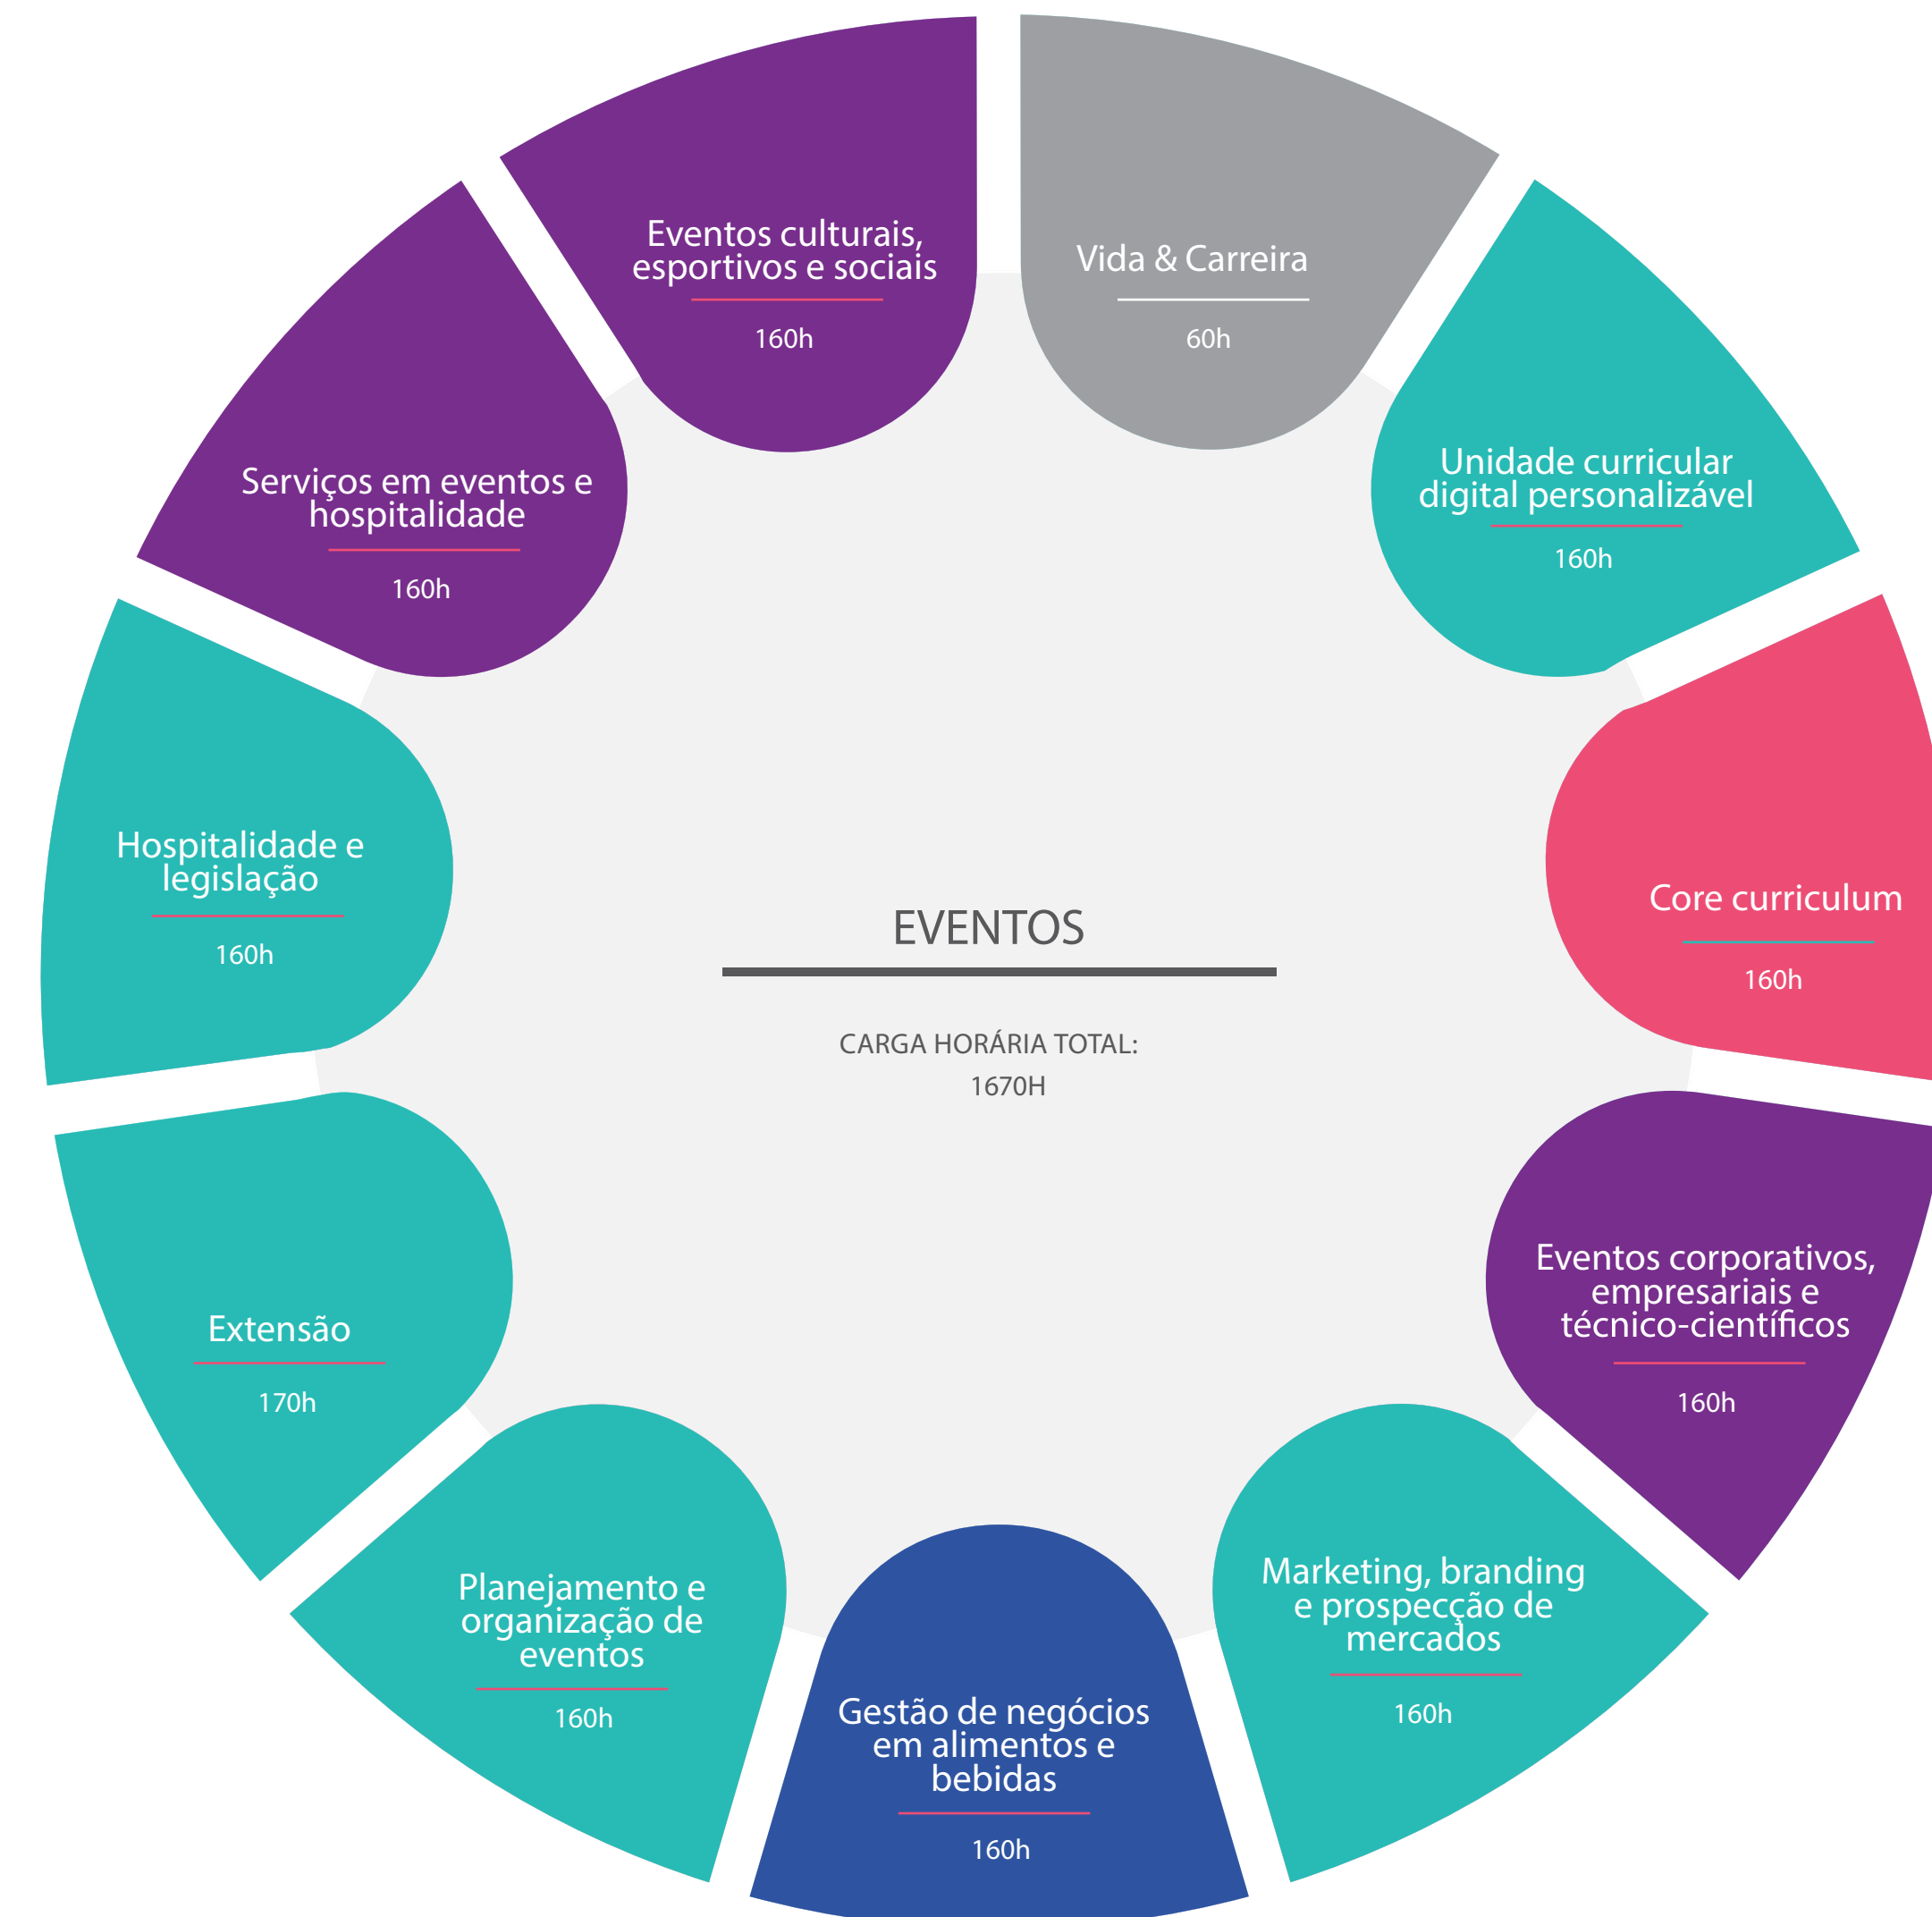 Eventos culturais,
esportivos e sociais
160h
Vida & Carreira
60h
Unidade curricular
digital personalizável
160h
Core curriculum
160h
Eventos corporativos,
empresariais e
técnico-científicos
160h
Marketing, branding
e prospecção de
mercados
160h
Gestão de negócios
em alimentos e
bebidas
160h
Planejamento e
organização de
eventos
160h
Extensão
170h
Hospitalidade e
legislação
160h
Serviços em eventos e
hospitalidade
160h
EVENTOS
CARGA HORÁRIA TOTAL:
1670H